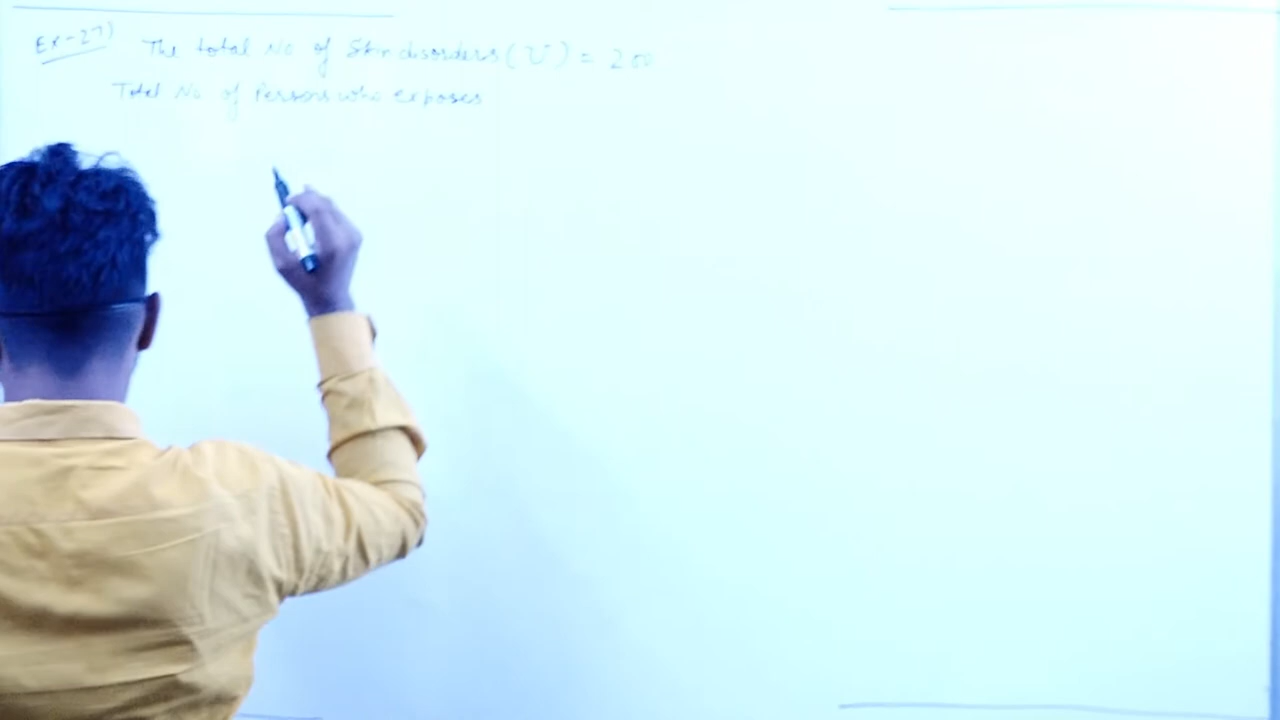 Ex-27) The total No of Skin disorders (U) = 200
Total No. of Persons who exposes